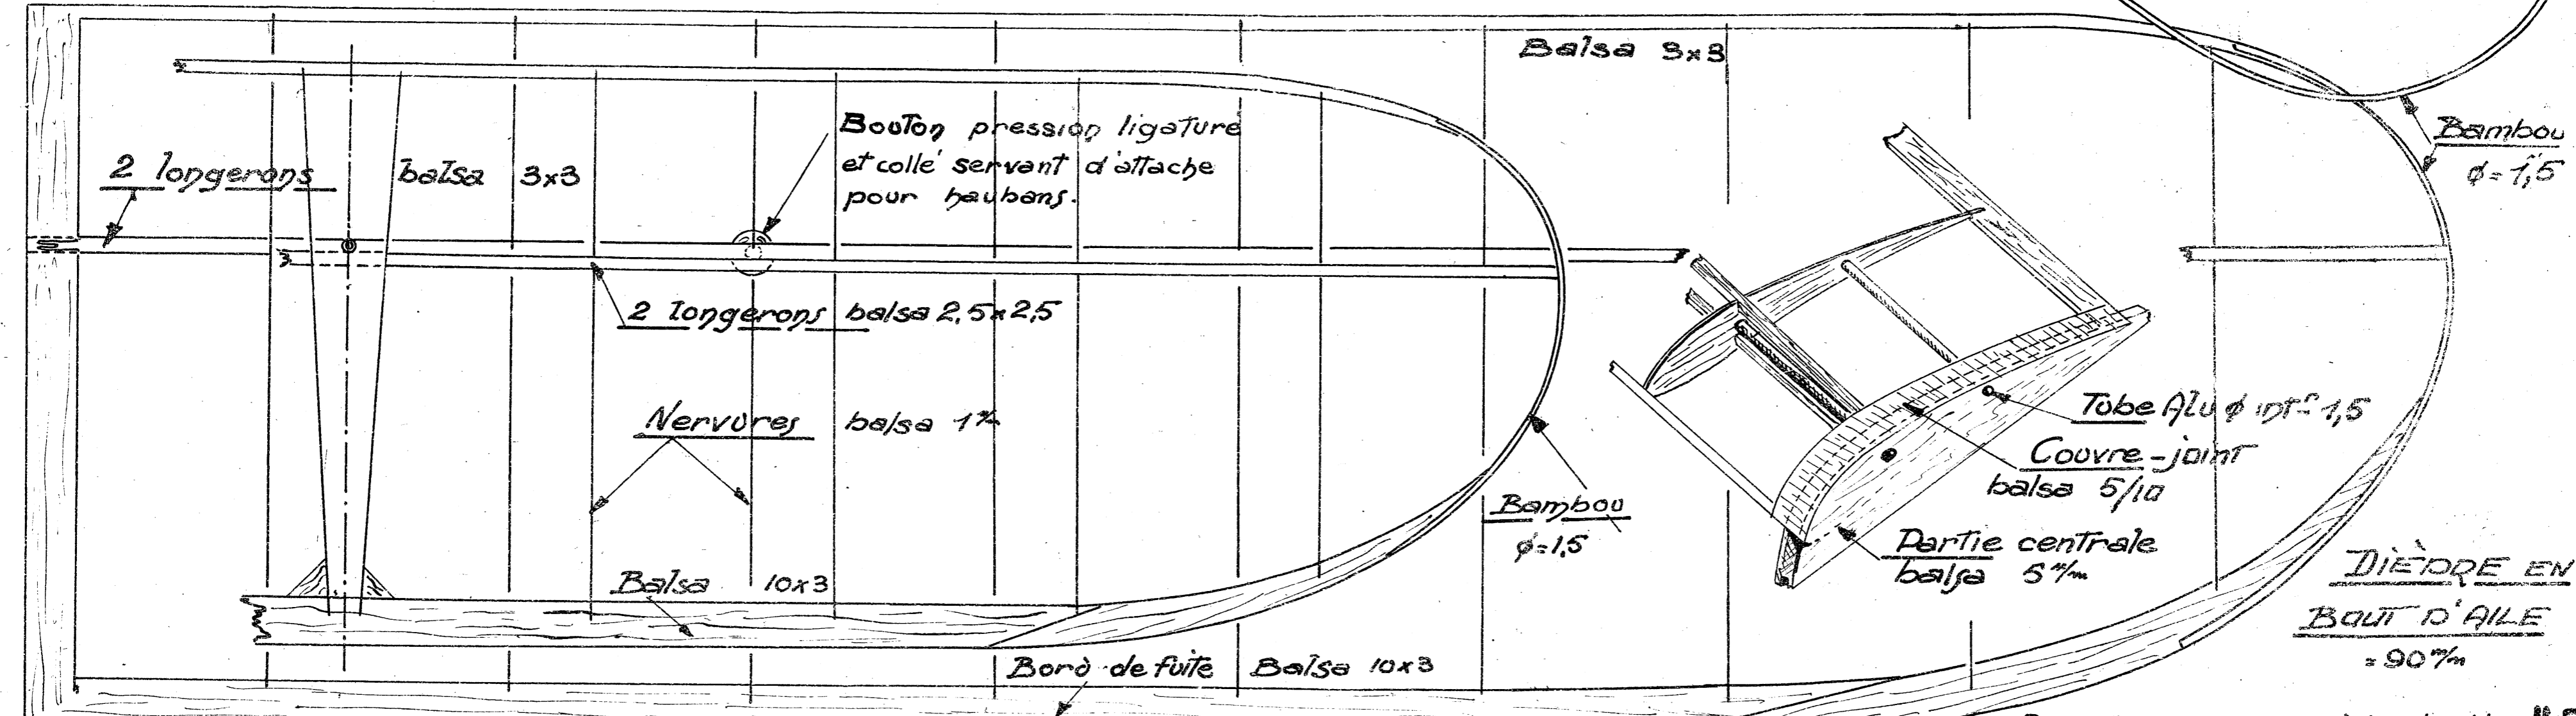 Balsa 3x3
Bouton pression ligaturé
et collé servant d'attache
pour haubans.
2 longerons balsa 3x3
Bambou
ø=1,5
2 longerons balsa 2,5x2,5
Nervures balsa 1 m/m
Tube Alu ø intr 1,5
Couvre-joint
balsa 5/10
Bambou
ø=1,5
Partie centrale
balsa 5 m/m
Balsa 10x3
DIÈDRE EN
BOUT D'AILE
=90 m/m
Bord de fuite Balsa 10x3